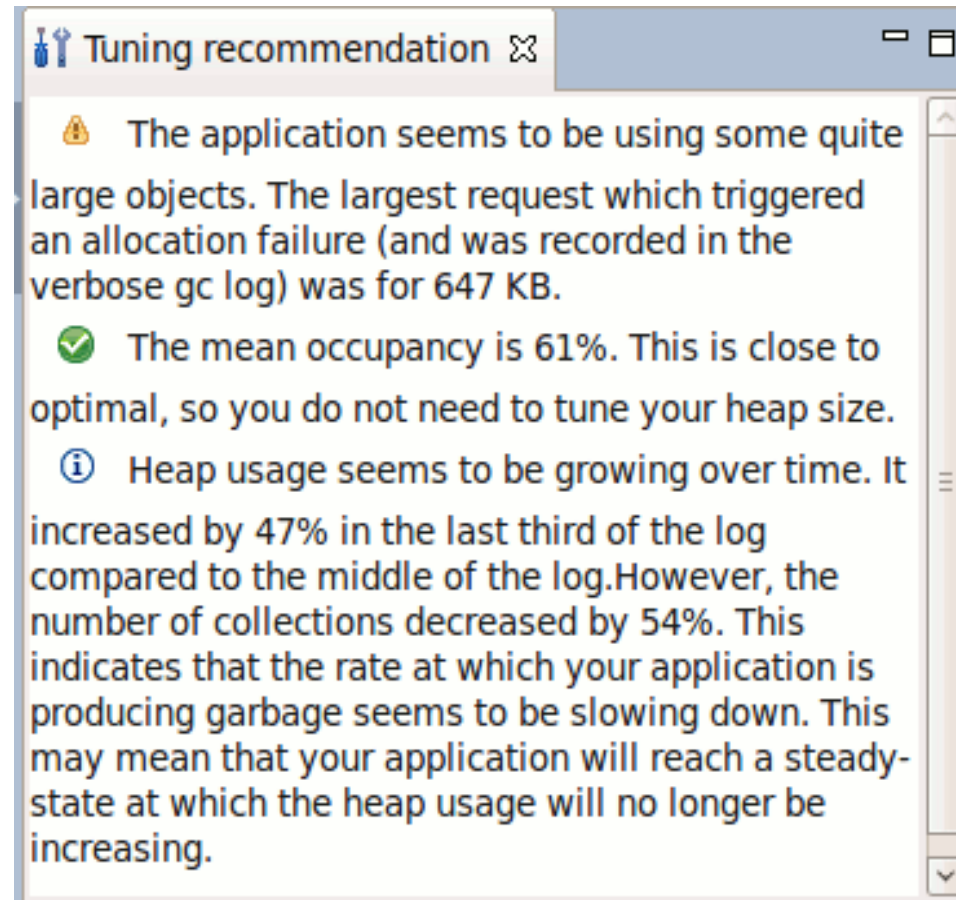 Tuning recommendation
The application seems to be using some quite
large objects. The largest request which triggered
an allocation failure (and was recorded in the
verbose gc log) was for 647 KB.
The mean occupancy is 61%. This is close to
optimal, so you do not need to tune your heap size.
Heap usage seems to be growing over time. It
increased by 47% in the last third of the log
compared to the middle of the log.However, the
number of collections decreased by 54%. This
indicates that the rate at which your application is
producing garbage seems to be slowing down. This
may mean that your application will reach a steady-
state at which the heap usage will no longer be
increasing.